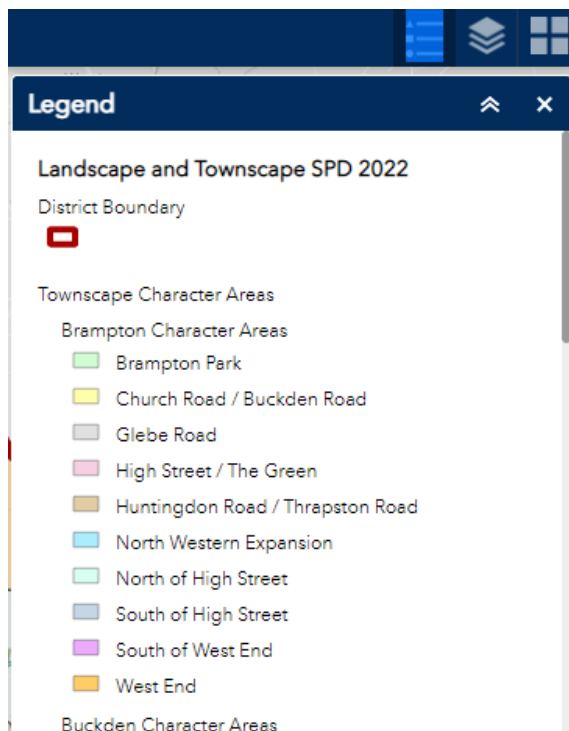 Legend
Landscape and Townscape SPD 2022
District Boundary
Townscape Character Areas
Brampton Character Areas
Brampton Park
Church Road / Buckden Road
Glebe Road
High Street / The Green
Huntingdon Road / Thrapston Road
North Western Expansion
North of High Street
South of High Street
South of West End
West End
Buckden Character Areas